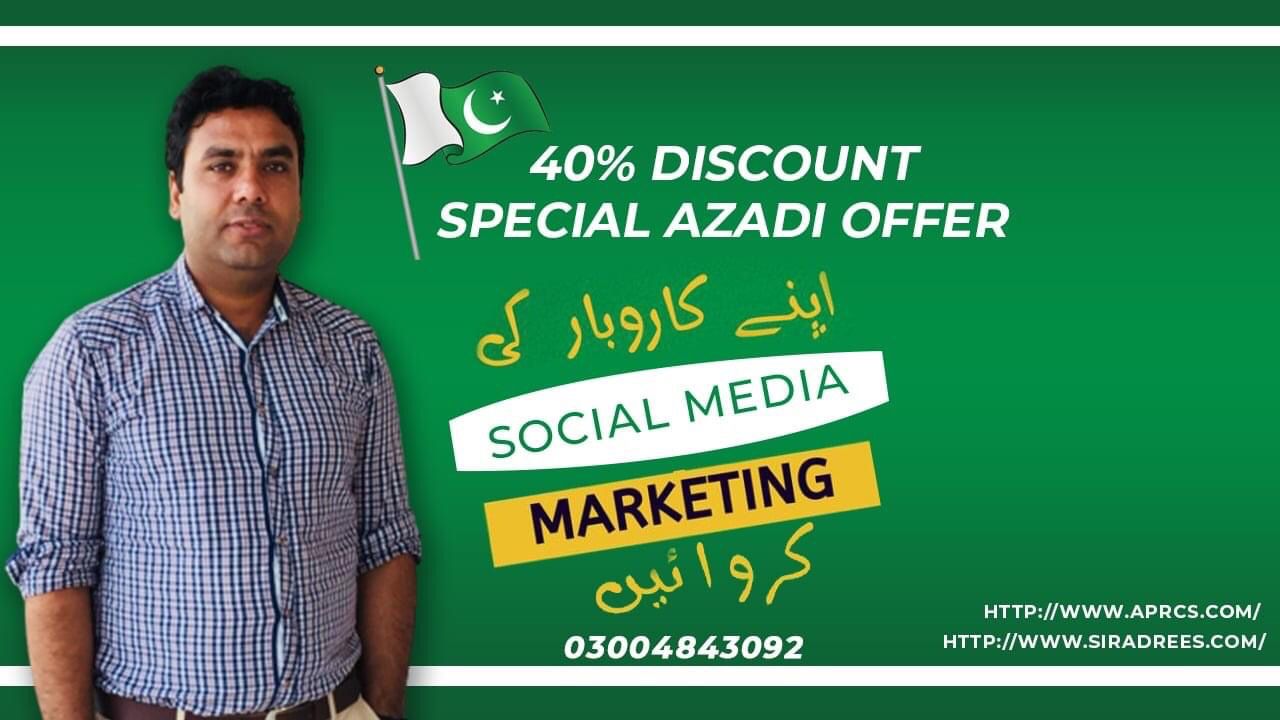 40% DISCOUNT
SPECIAL AZADI OFFER
اپنے کاروبار کی
SOCIAL MEDIA
MARKETING
کروائیں
03004843092
HTTP://WWW.APRCS.COM/
HTTP://WWW.SIRADREES.COM/